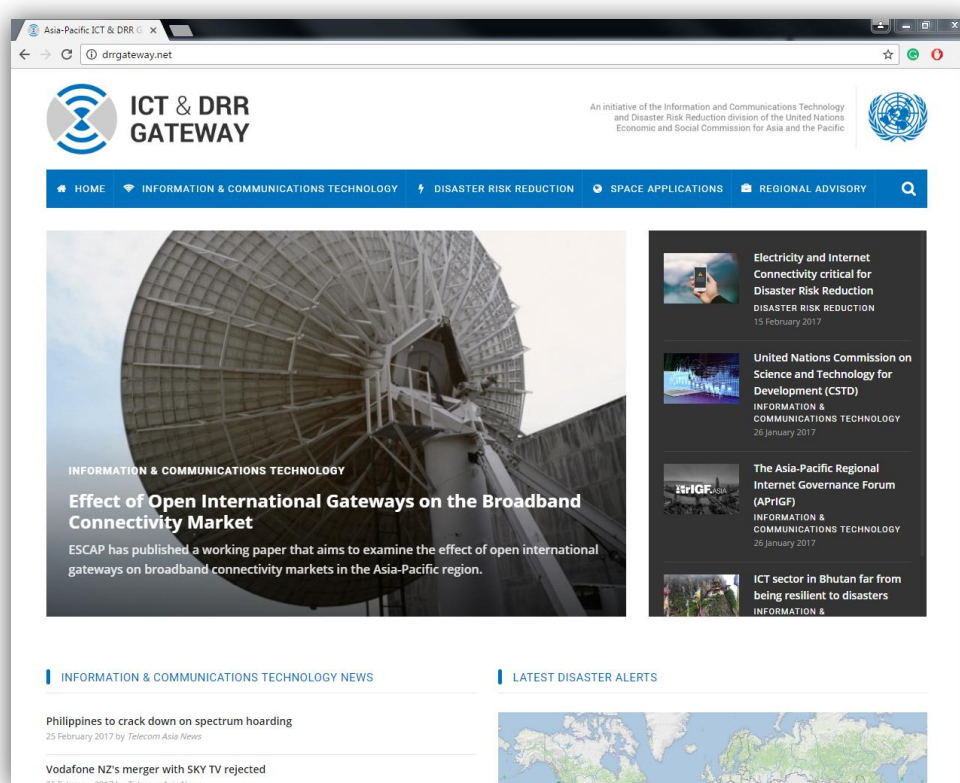 Asia-Pacific ICT & DRR G
drrgateway.net
ICT & DRR
GATEWAY
An initiative of the Information and Communications Technology
and Disaster Risk Reduction division of the United Nations
Economic and Social Commission for Asia and the Pacific
HOME
INFORMATION & COMMUNICATIONS TECHNOLOGY
DISASTER RISK REDUCTION
SPACE APPLICATIONS
REGIONAL ADVISORY
INFORMATION & COMMUNICATIONS TECHNOLOGY
Effect of Open International Gateways on the Broadband
Connectivity Market
ESCAP has published a working paper that aims to examine the effect of open international
gateways on broadband connectivity markets in the Asia-Pacific region.
Electricity and Internet
Connectivity critical for
Disaster Risk Reduction
DISASTER RISK REDUCTION
15 February 2017
United Nations Commission on
Science and Technology for
Development (CSTD)
INFORMATION &
COMMUNICATIONS TECHNOLOGY
26 January 2017
APrIGF.ASIA
The Asia-Pacific Regional
Internet Governance Forum
(APrIGF)
INFORMATION &
COMMUNICATIONS TECHNOLOGY
26 January 2017
ICT sector in Bhutan far from
being resilient to disasters
INFORMATION &
INFORMATION & COMMUNICATIONS TECHNOLOGY NEWS
Philippines to crack down on spectrum hoarding
25 February 2017 by Telecom Asia News
Vodafone NZ's merger with SKY TV rejected
LATEST DISASTER ALERTS